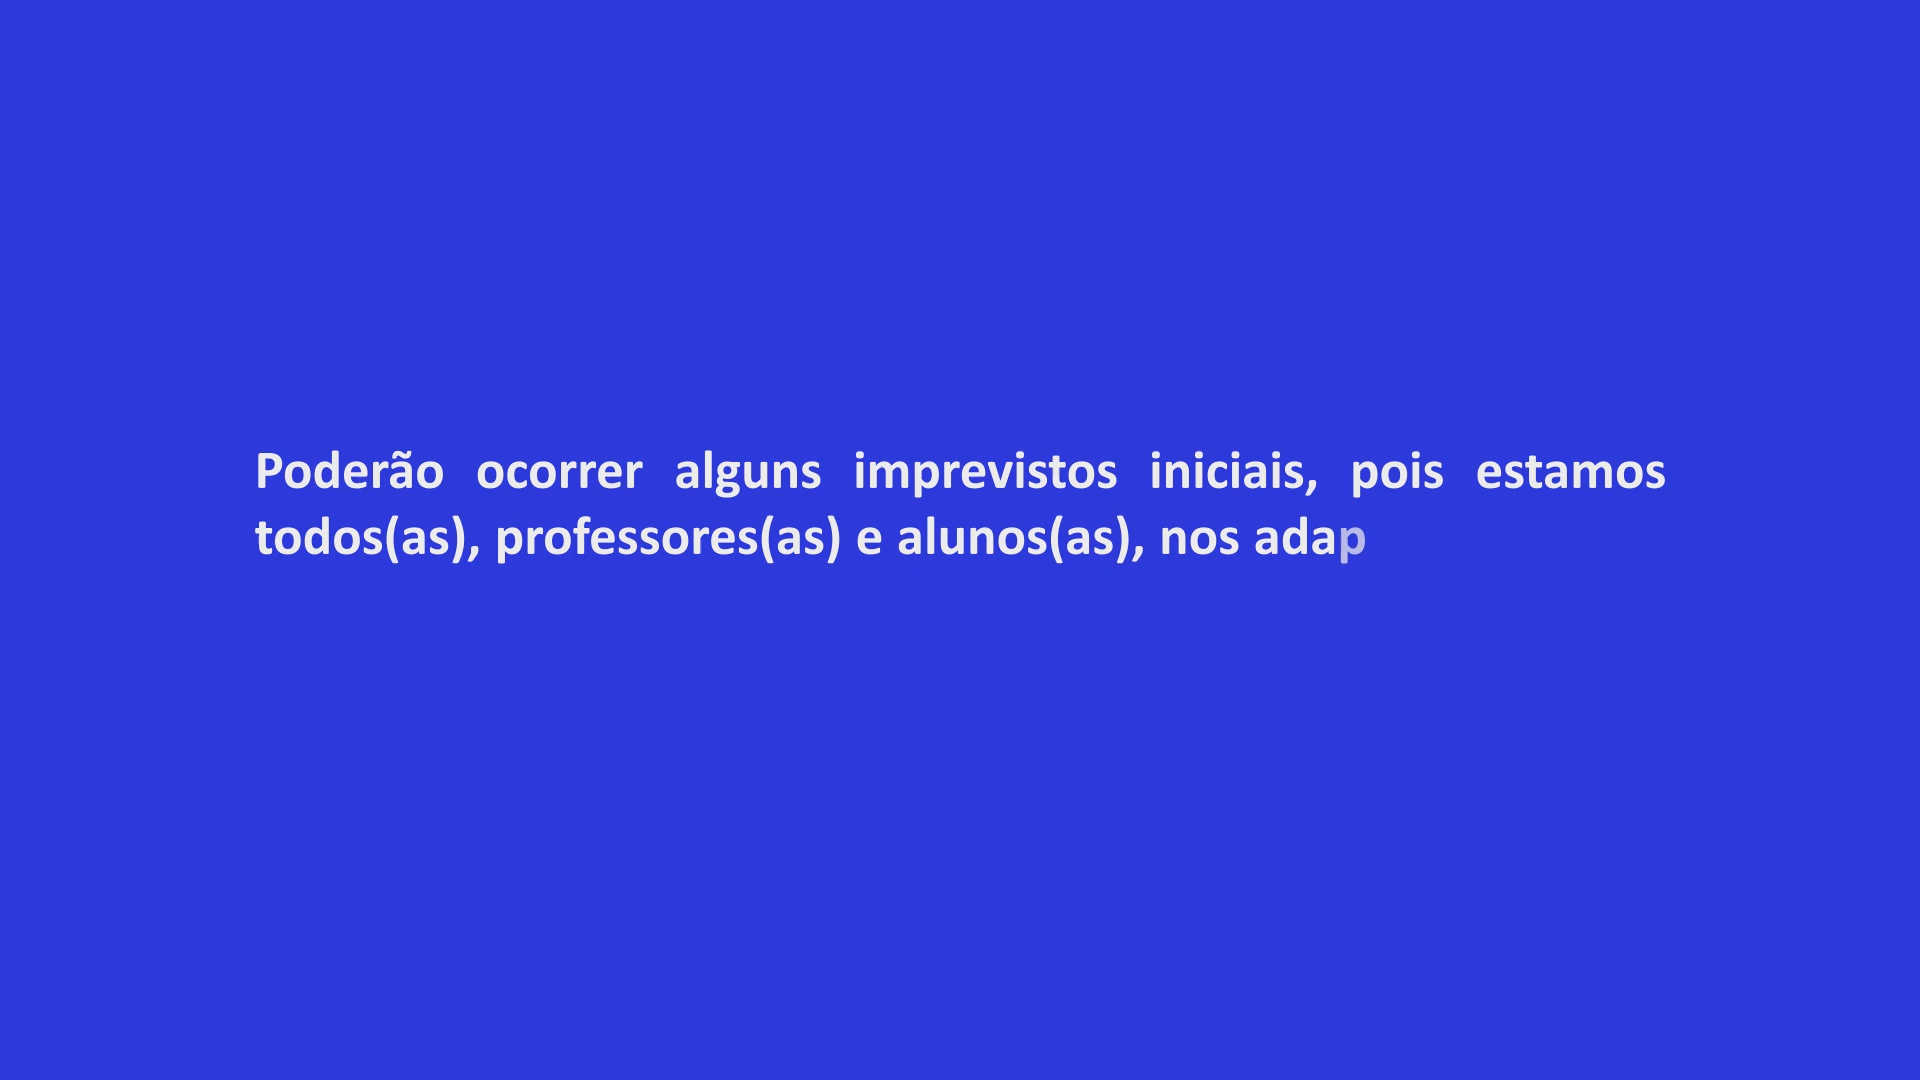 Poderão ocorrer alguns imprevistos iniciais, pois estamos
todos(as), professores(as) e alunos(as), nos adap